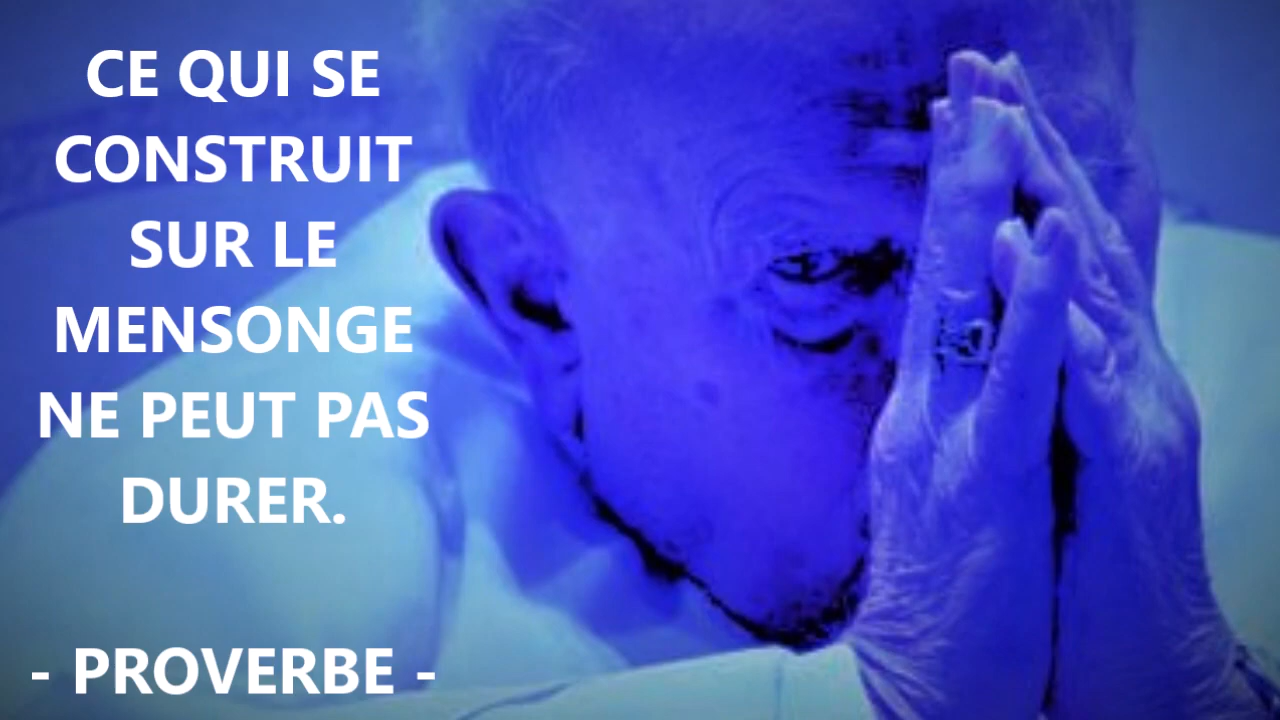 CE QUI SE
CONSTRUIT
SUR LE
MENSONGE
NE PEUT PAS
DURER.
- PROVERBE -